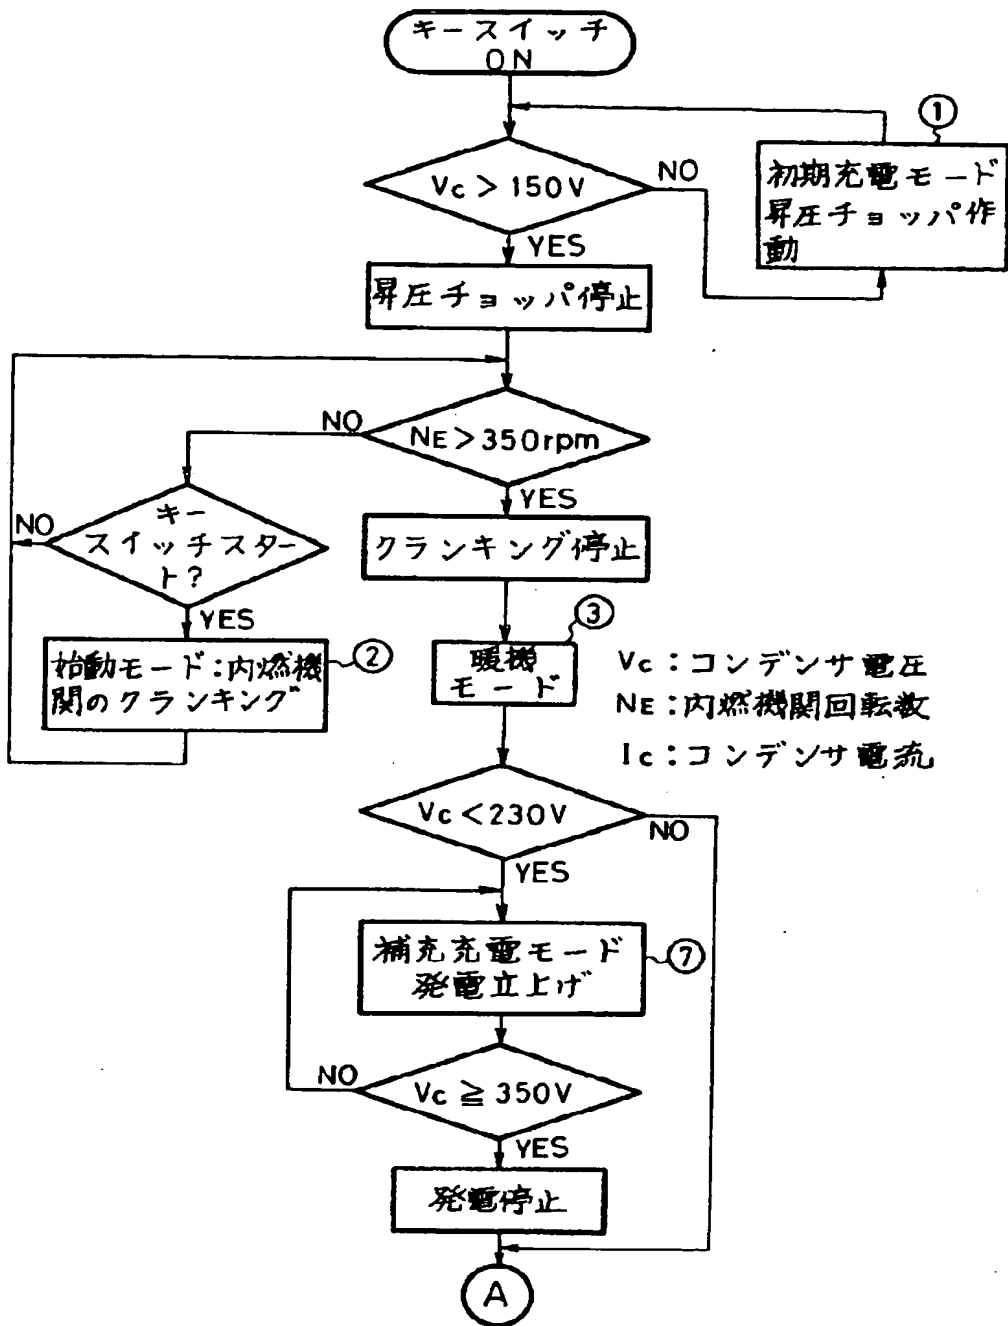 キースイッチ
ON
①
Vc > 150V
NO
初期充電モード
昇圧チョッパ作
動
YES
昇圧チョッパ停止
NO
NE > 350rpm
YES
キー
スイッチスター
ト?
NO
クランキング停止
YES
③
始動モード:内燃機
関のクランキング
②
暖機
モード
Vc:コンデンサ電圧
NE:内燃機関回転数
Ic:コンデンサ電流
Vc < 230V
NO
YES
補充充電モード
発電立上げ
⑦
NO
Vc ≧ 350V
YES
発電停止
A